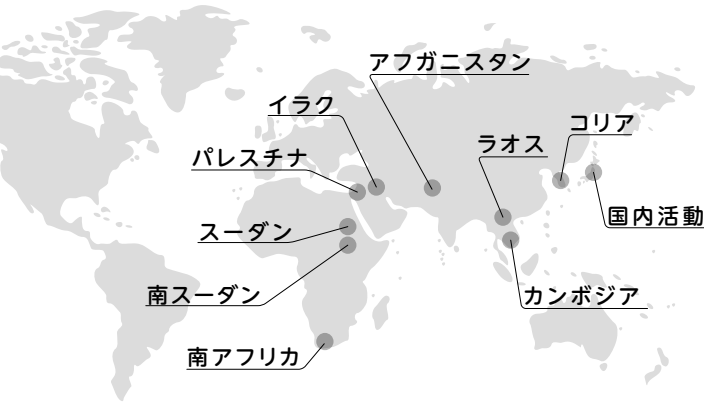 アフガニスタン
イラク
コリア
ラオス
パレスチナ
国内活動
スーダン
南スーダン
カンボジア
南アフリカ